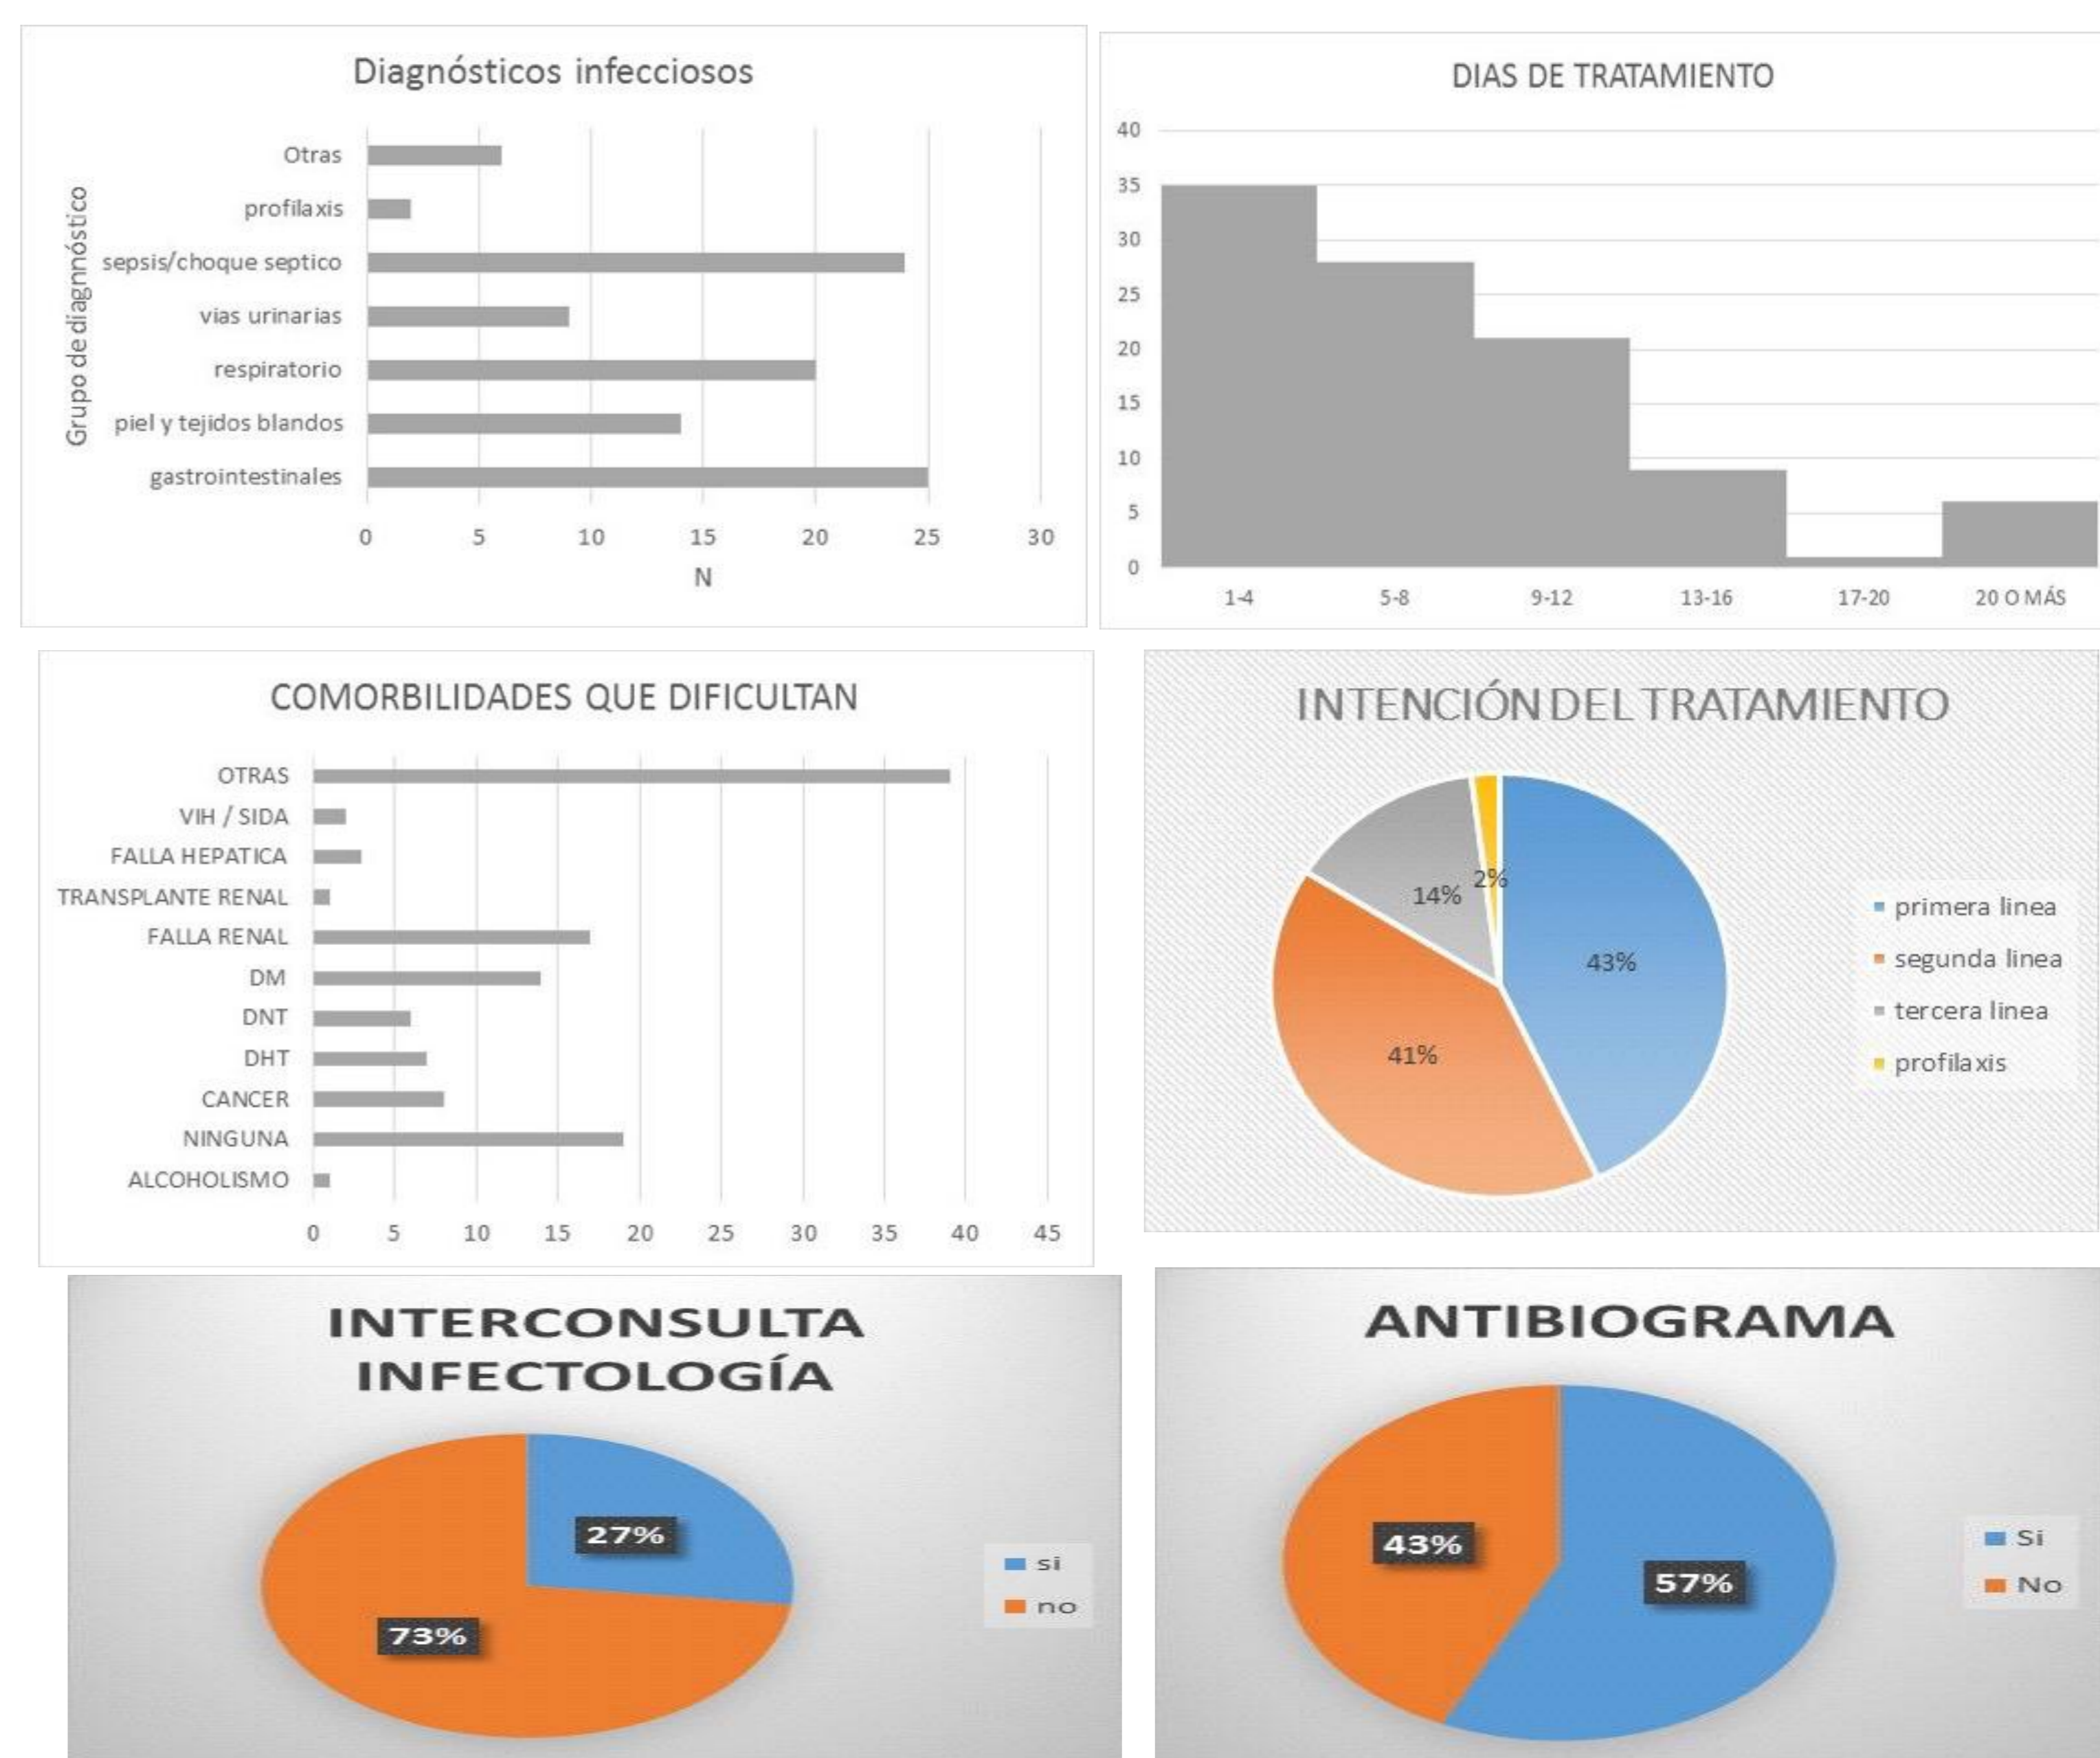 Diagnósticos infecciosos
Grupo de diagnnóstico
Otras
profilaxis
sepsis/choque septico
vias urinarias
respiratorio
piel y tejidos blandos
gastrointestinales
0 5 10 15 20 25 30
N
DIAS DE TRATAMIENTO
40
35
30
25
20
15
10
5
0
1-4 5-8 9-12 13-16 17-20 20 O MÁS
COMORBILIDADES QUE DIFICULTAN
OTRAS
VIH / SIDA
FALLA HEPATICA
TRANSPLANTE RENAL
FALLA RENAL
DM
DNT
DHT
CANCER
NINGUNA
ALCOHOLISMO
0 5 10 15 20 25 30 35 40 45
INTENCIÓN DEL TRATAMIENTO
2%
14%
43%
41%
primera linea
segunda linea
tercera linea
profilaxis
INTERCONSULTA
INFECTOLOGÍA
27%
73%
si
no
ANTIBIOGRAMA
43%
57%
Si
No